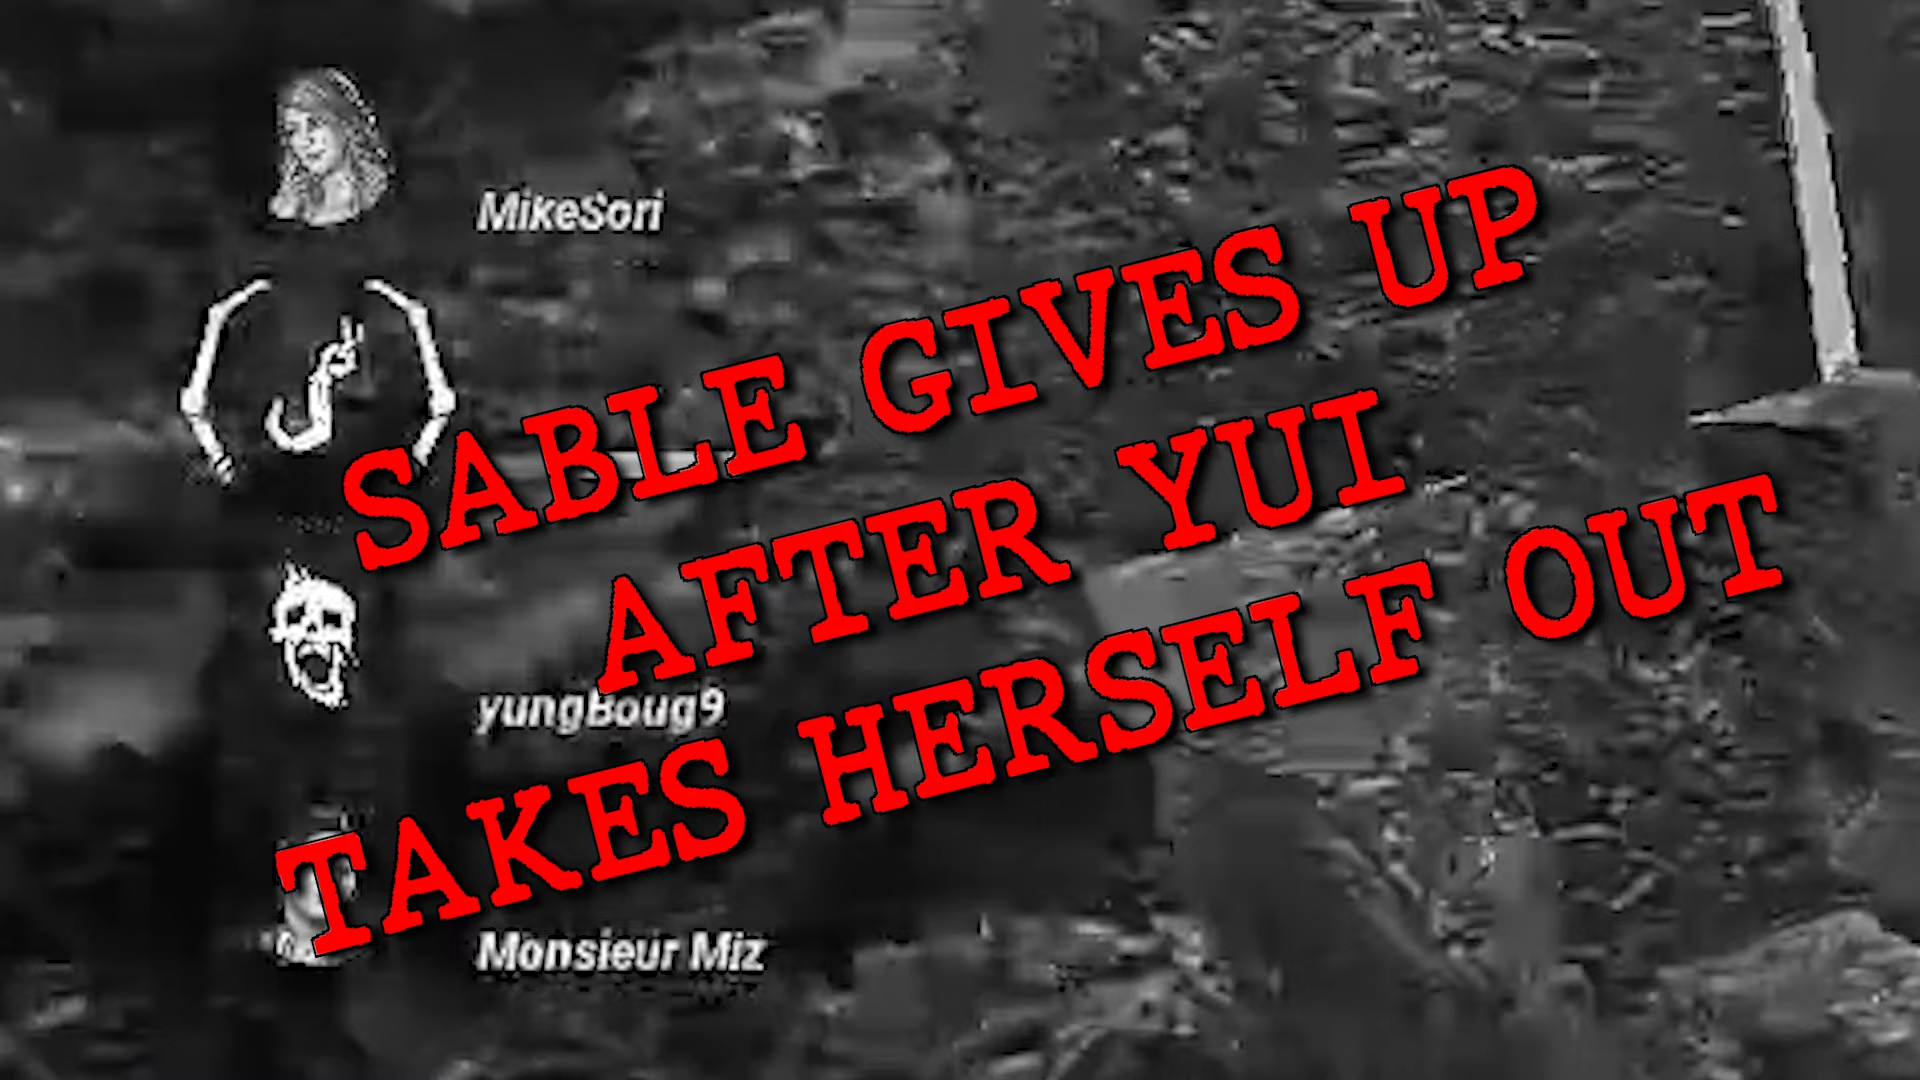 MikeSori
SABLE GIVES UP
AFTER YUI
TAKES HERSELF OUT
yungBoug9
Monsieur Miz